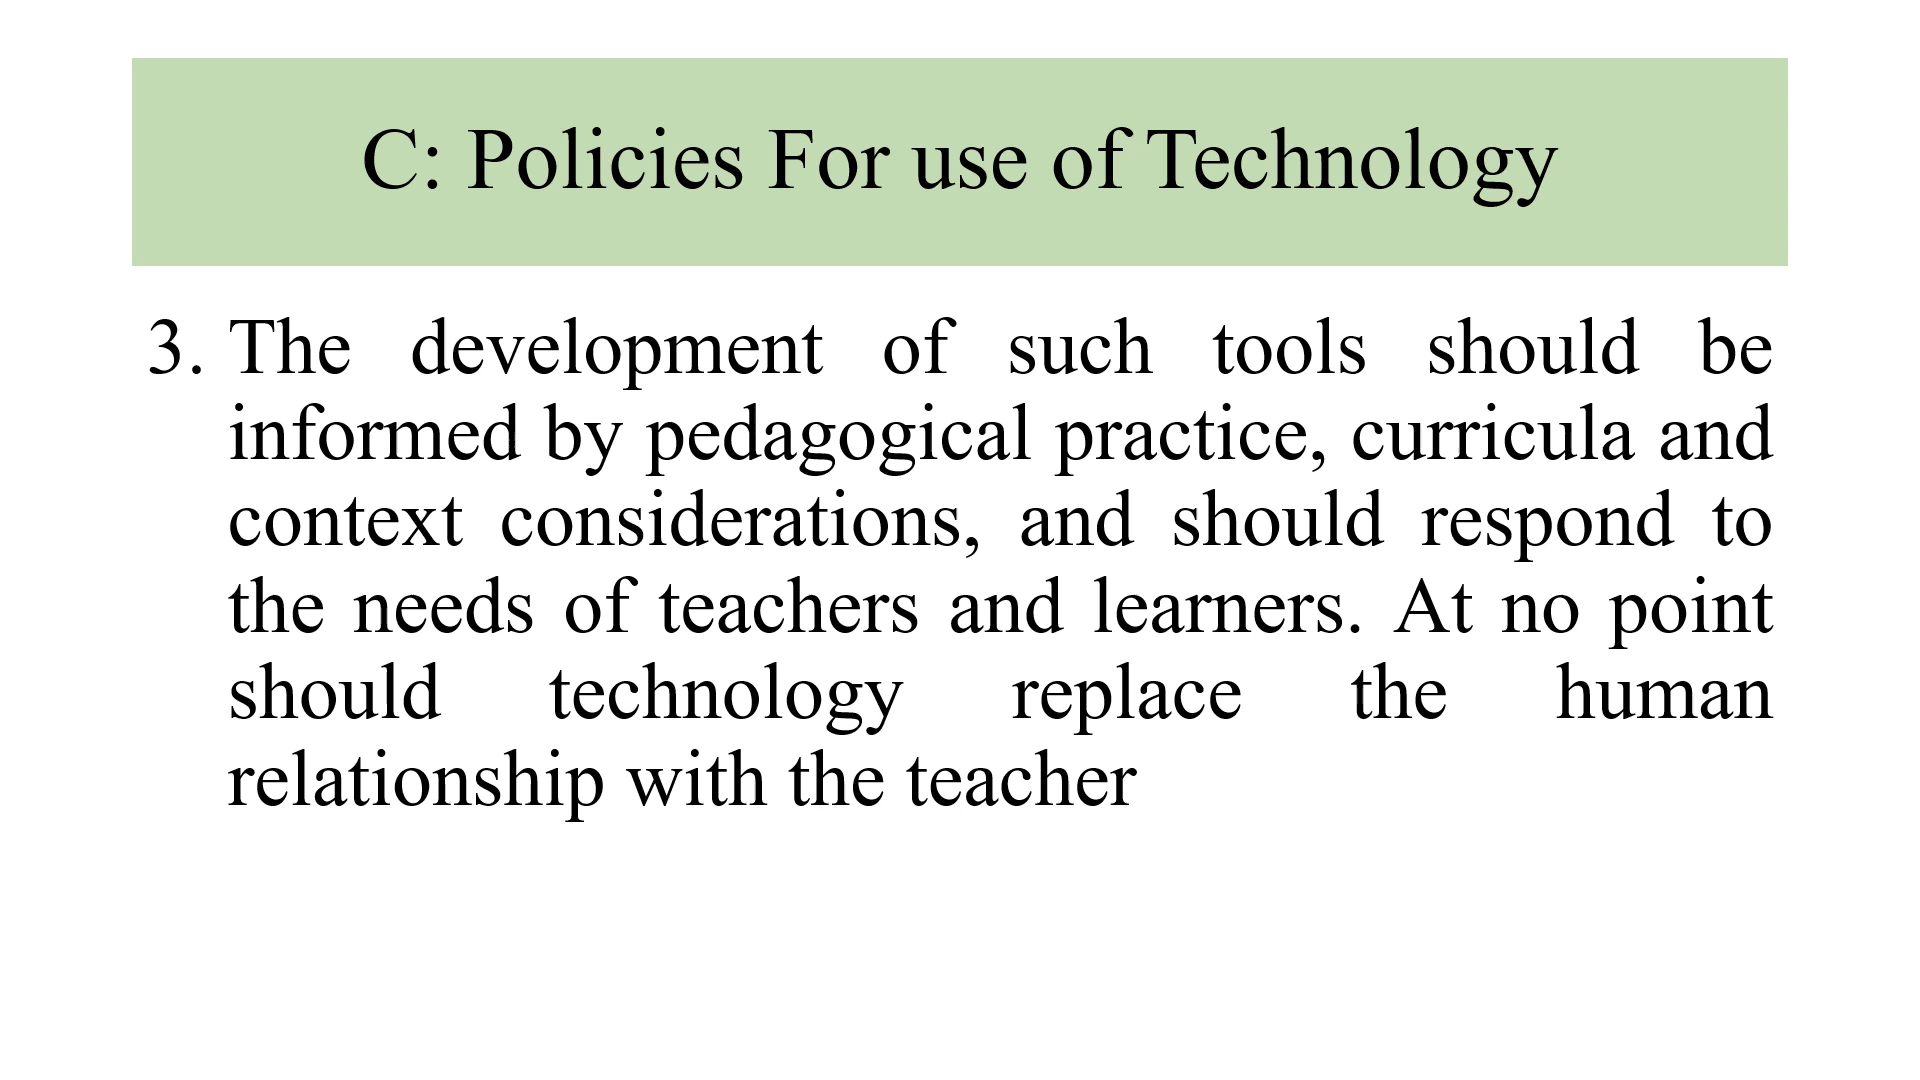 C: Policies For use of Technology
3. The development of such tools should be
informed by pedagogical practice, curricula and
context considerations, and should respond to
the needs of teachers and learners. At no point
should technology replace the human
relationship with the teacher